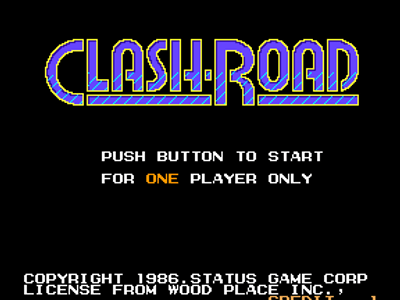 CLASH·ROAD
PUSH BUTTON TO START
FOR ONE PLAYER ONLY
COPYRIGHT 1986.STATUS GAME CORP
LICENSE FROM WOOD PLACE INC.,
CREDIT